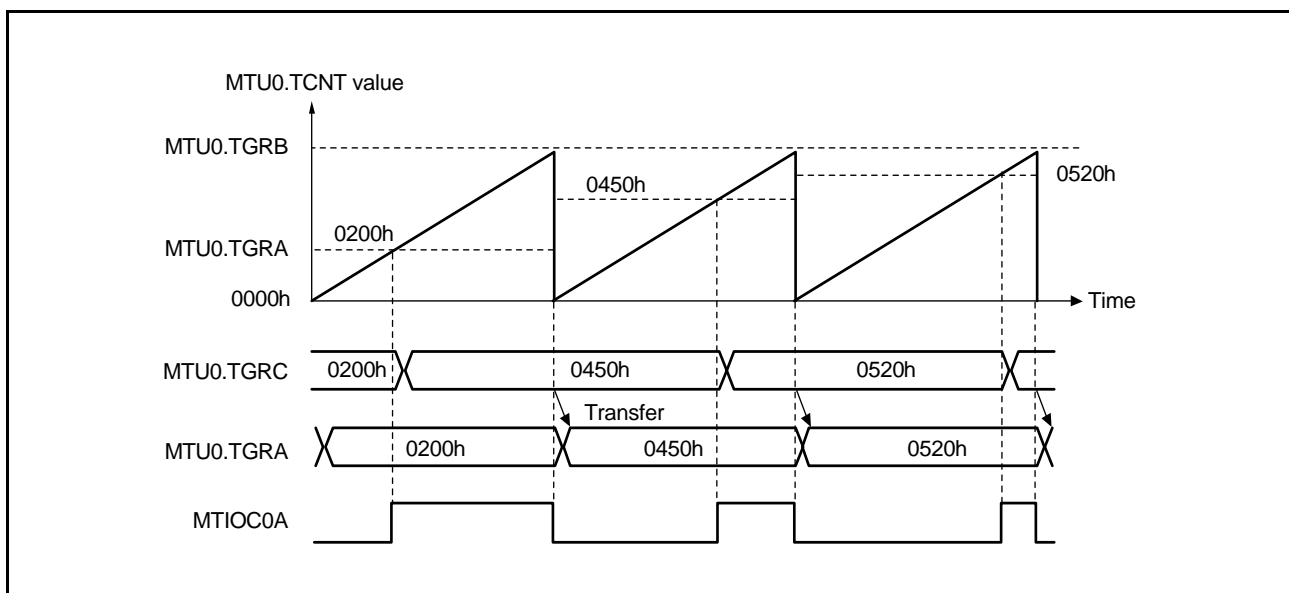 MTU0.TCNT value
MTU0.TGRB
0520h
0450h
0200h
MTU0.TGRA
0000h
Time
MTU0.TGRC 0200h 0450h 0520h
Transfer
MTU0.TGRA 0200h 0450h 0520h
MTIOC0A